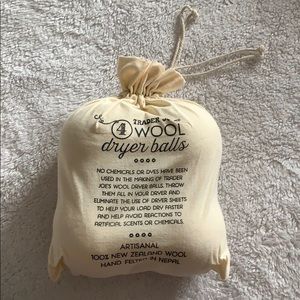 4 TRADER JOE'S
WOOL
dryer balls
NO CHEMICALS OR DYES HAVE BEEN
USED IN THE MAKING OF TRADER
JOE'S WOOL DRYER BALLS. THROW
THEM ALL IN YOUR DRYER AND
ELIMINATE THE USE OF DRYER SHEETS
TO HELP YOUR LOAD DRY FASTER
AND HELP AVOID REACTIONS TO
ARTIFICIAL SCENTS OR CHEMICALS.
ARTISANAL
100% NEW ZEALAND WOOL
HAND FELTED IN NEPAL